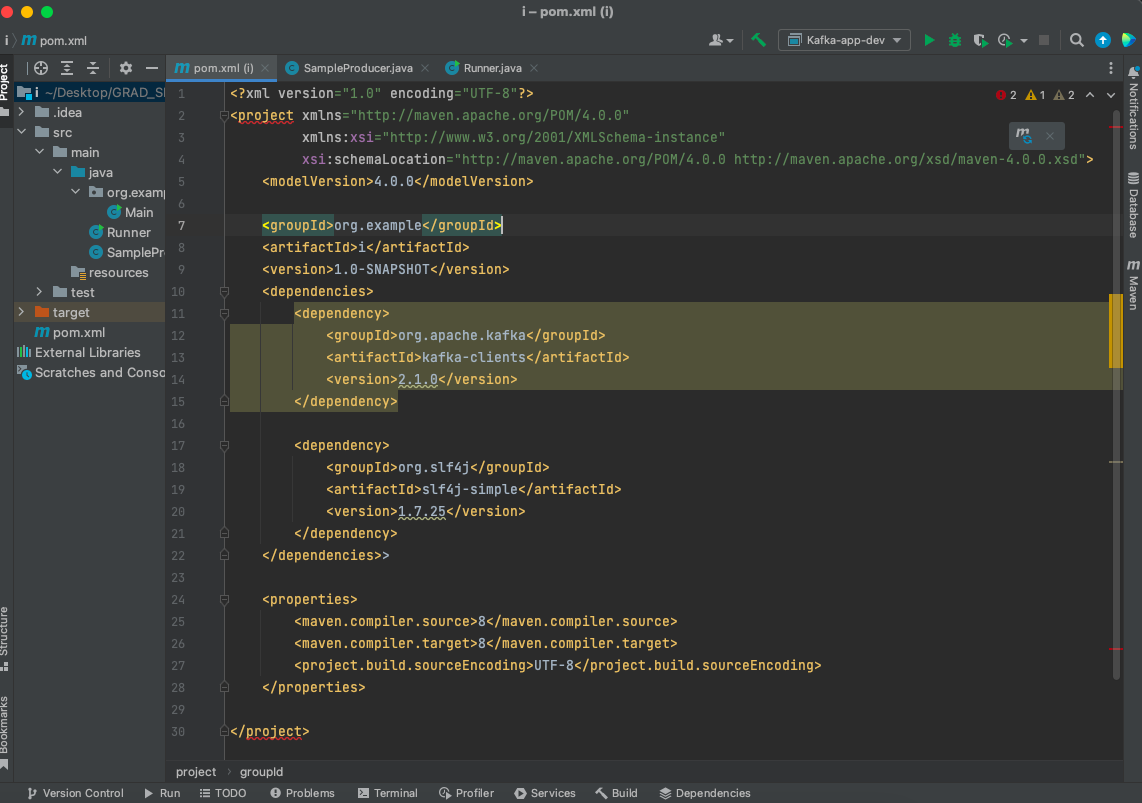 i – pom.xml (i)
i
m pom.xml
Kafka-app-dev
Project
pom.xml (i)
SampleProducer.java
Runner.java
i ~/Desktop/GRAD_S
.idea
src
main
java
org.examp
Main
Runner
SamplePr
resources
test
target
m pom.xml
External Libraries
Scratches and Conso
Structure
Bookmarks
1 <?xml version="1.0" encoding="UTF-8"?>
2 <project xmlns="http://maven.apache.org/POM/4.0.0"
3 xmlns:xsi="http://www.w3.org/2001/XMLSchema-instance"
4 xsi:schemaLocation="http://maven.apache.org/POM/4.0.0 http://maven.apache.org/xsd/maven-4.0.0.xsd">
5 <modelVersion>4.0.0</modelVersion>
6
7 <groupId>org.example</groupId>
8 <artifactId>i</artifactId>
9 <version>1.0-SNAPSHOT</version>
10 <dependencies>
11 <dependency>
12 <groupId>org.apache.kafka</groupId>
13 <artifactId>kafka-clients</artifactId>
14 <version>2.1.0</version>
15 </dependency>
16
17 <dependency>
18 <groupId>org.slf4j</groupId>
19 <artifactId>slf4j-simple</artifactId>
20 <version>1.7.25</version>
21 </dependency>
22 </dependencies>>
23
24 <properties>
25 <maven.compiler.source>8</maven.compiler.source>
26 <maven.compiler.target>8</maven.compiler.target>
27 <project.build.sourceEncoding>UTF-8</project.build.sourceEncoding>
28 </properties>
29
30 </project>
2 1 2
m
Notifications
Database
m Maven
project › groupId
Version Control
Run
TODO
Problems
Terminal
Profiler
Services
Build
Dependencies